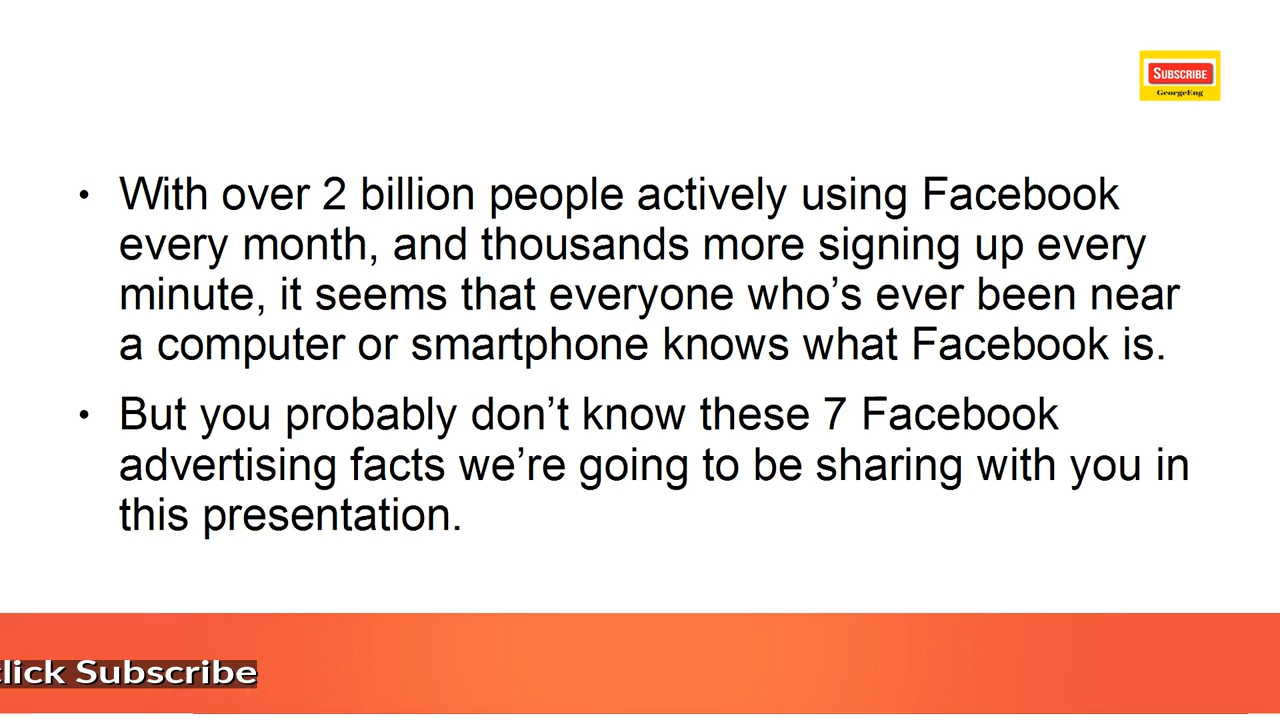 SUBSCRIBE
GeorgeEng
• With over 2 billion people actively using Facebook
every month, and thousands more signing up every
minute, it seems that everyone who’s ever been near
a computer or smartphone knows what Facebook is.
• But you probably don’t know these 7 Facebook
advertising facts we’re going to be sharing with you in
this presentation.
click Subscribe